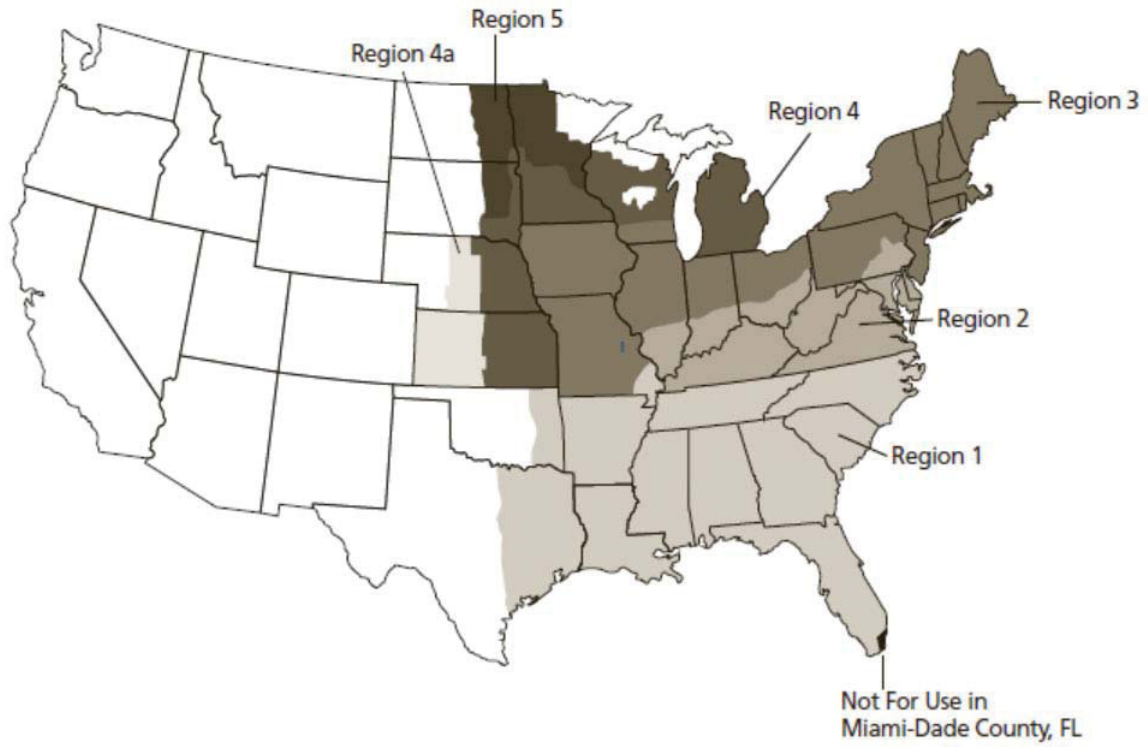 Region 5
Region 4a
Region 3
Region 4
Region 2
Region 1
Not For Use in
Miami-Dade County, FL